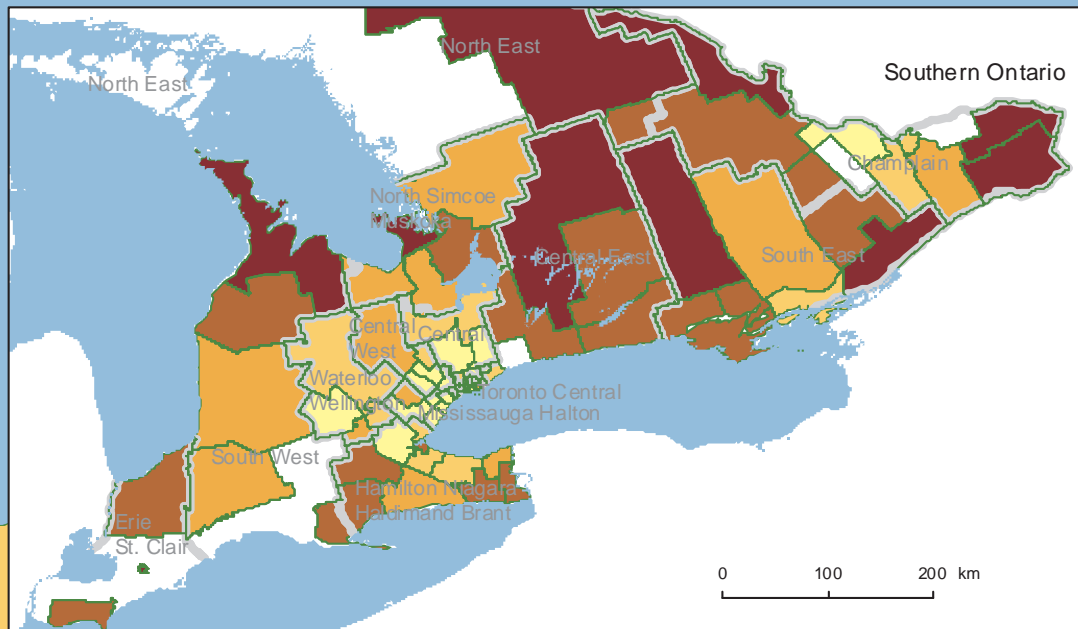 North East
Southern Ontario
North East
Champlain
North Simcoe
Muskoka
Central East
South East
Central
West
Central
Waterloo
Wellington
Toronto Central
Mississauga Halton
South West
Hamilton Niagara
Haldimand Brant
Erie
St. Clair
0 100 200 km